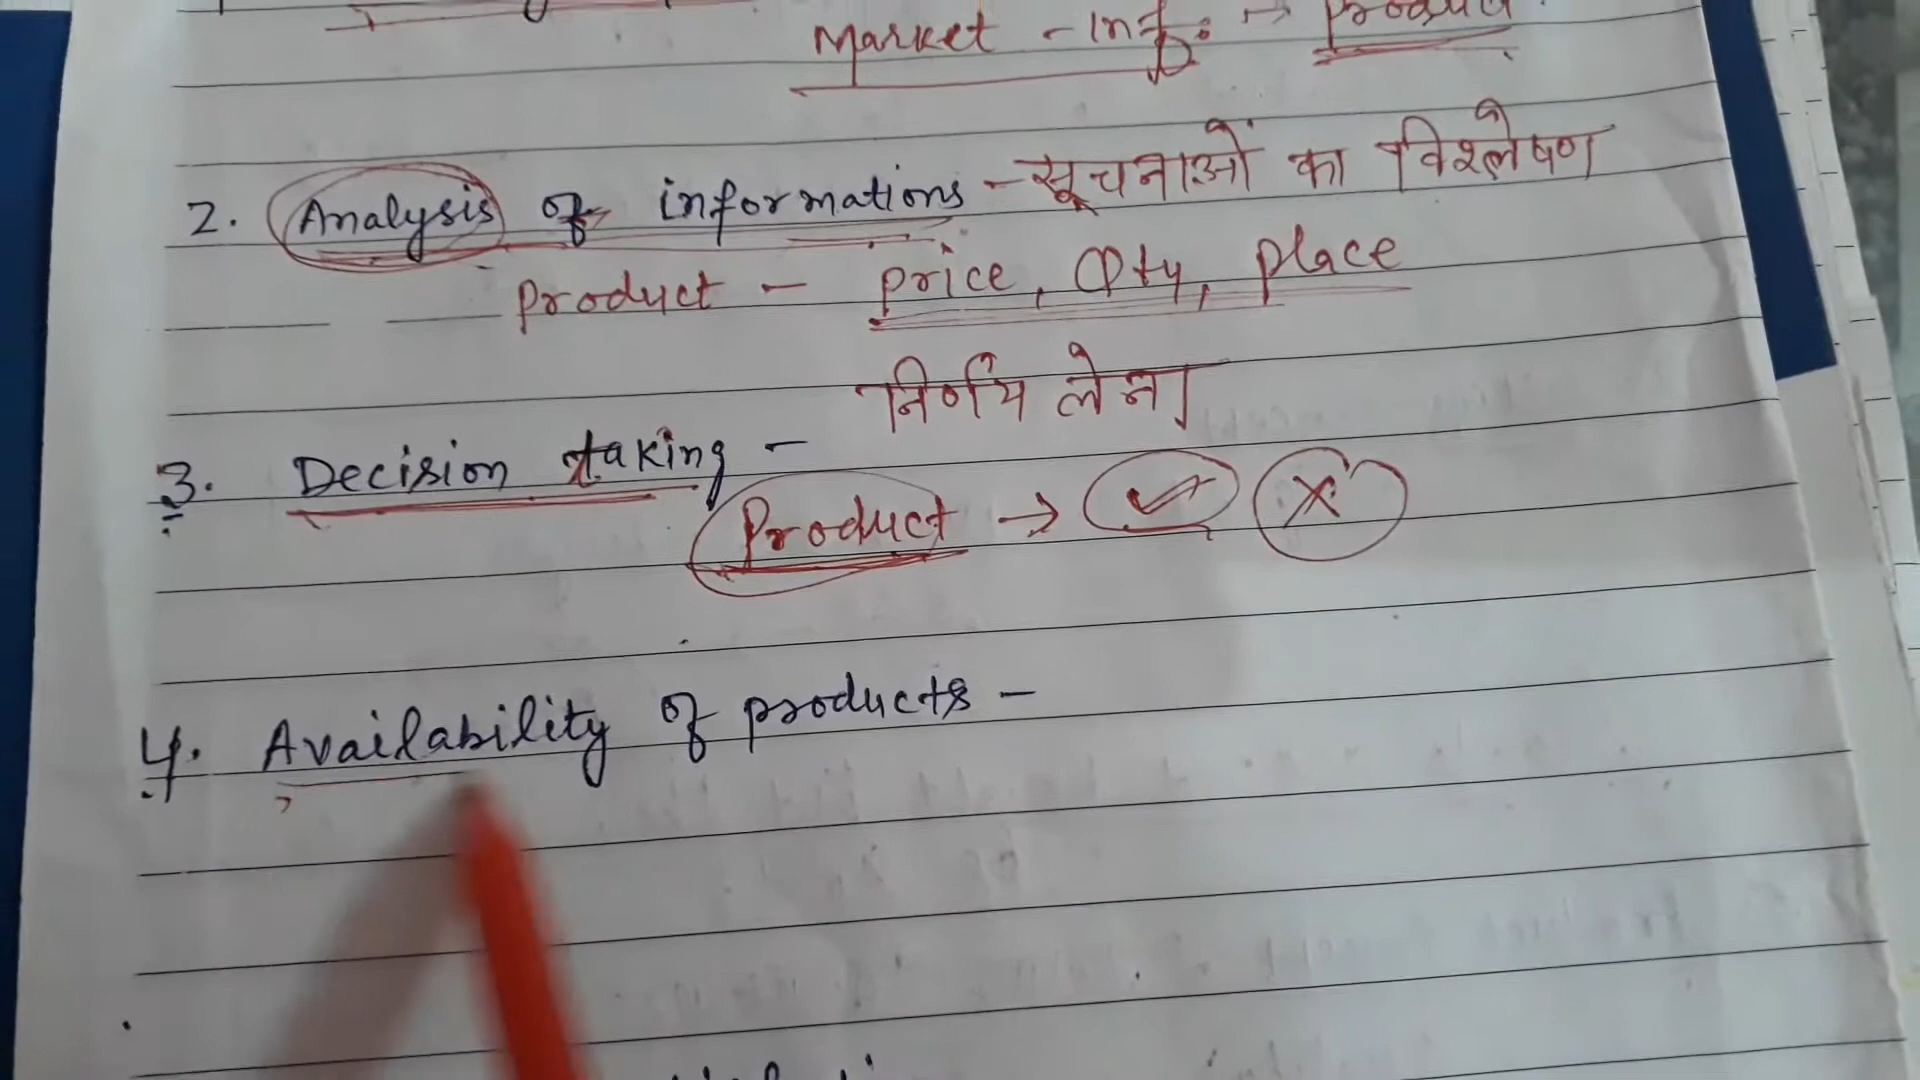 Market - Inf. → Product
2. Analysis of informations - सूचनाओं का विश्लेषण
Product - Price, Qty, Place
निर्णय लेना
3. Decision taking -
Product → ✓ X
4. Availability of products -